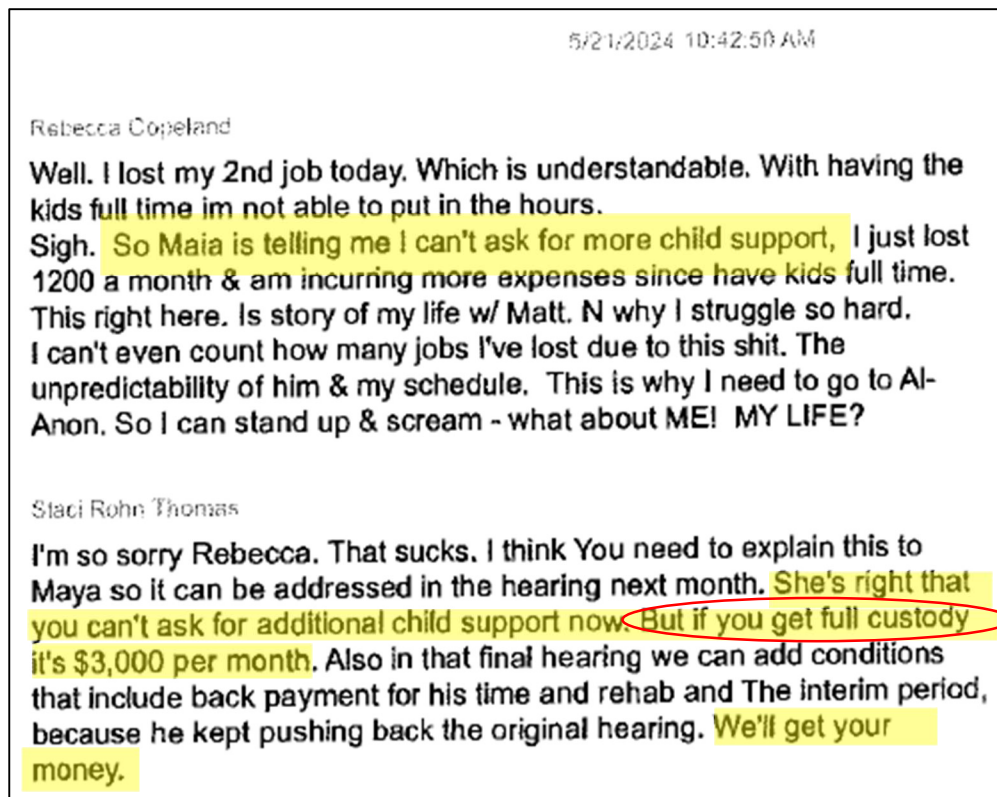 5/21/2024 10:42:50 AM
Rebecca Copeland
Well. I lost my 2nd job today. Which is understandable. With having the
kids full time im not able to put in the hours.
Sigh. So Maia is telling me I can't ask for more child support, I just lost
1200 a month & am incurring more expenses since have kids full time.
This right here. Is story of my life w/ Matt. N why I struggle so hard.
I can't even count how many jobs I've lost due to this shit. The
unpredictability of him & my schedule. This is why I need to go to Al-
Anon. So I can stand up & scream - what about ME! MY LIFE?
Staci Rohn Thomas
I'm so sorry Rebecca. That sucks. I think You need to explain this to
Maya so it can be addressed in the hearing next month. She's right that
you can't ask for additional child support now. But if you get full custody
it's $3,000 per month. Also in that final hearing we can add conditions
that include back payment for his time and rehab and The interim period,
because he kept pushing back the original hearing. We'll get your
money.